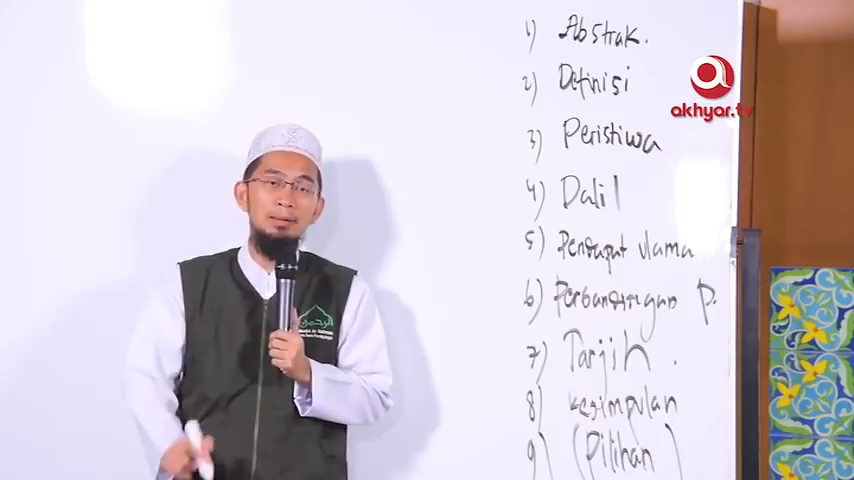 1) Abstrak.
akhyar.tv
2) Definisi
3) Peristiwa
4) Dalil
5) Pendapat Ulama
6) Perbandingan P.
7) Tarjih.
8) Kesimpulan
9) (Pilihan)
الرحمن